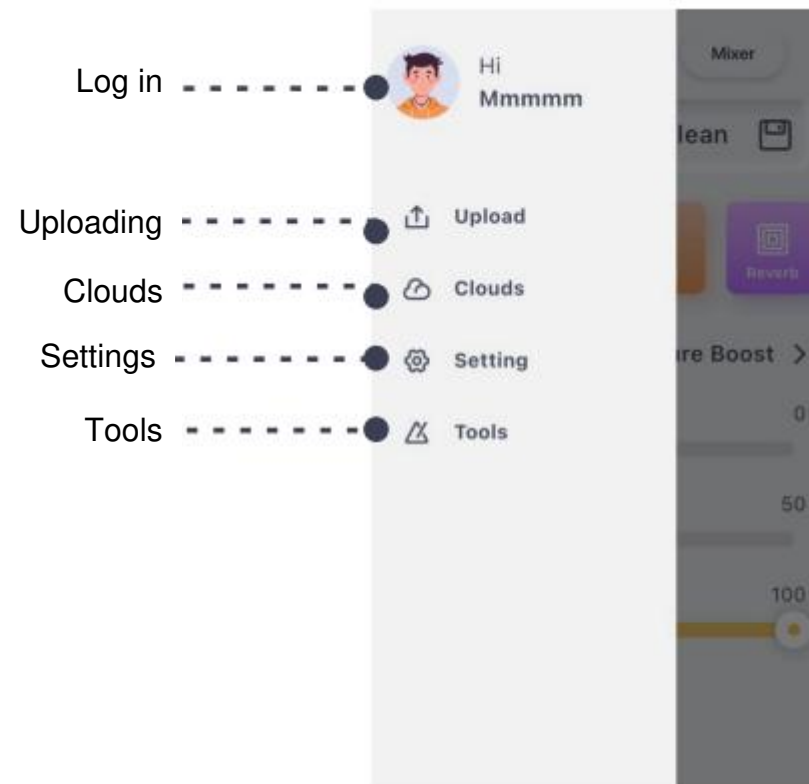 Log in
Hi
Mmmmm
Mixer
lean
Uploading
Upload
Reverb
Clouds
Clouds
Settings
Setting
ure Boost
0
Tools
Tools
50
100